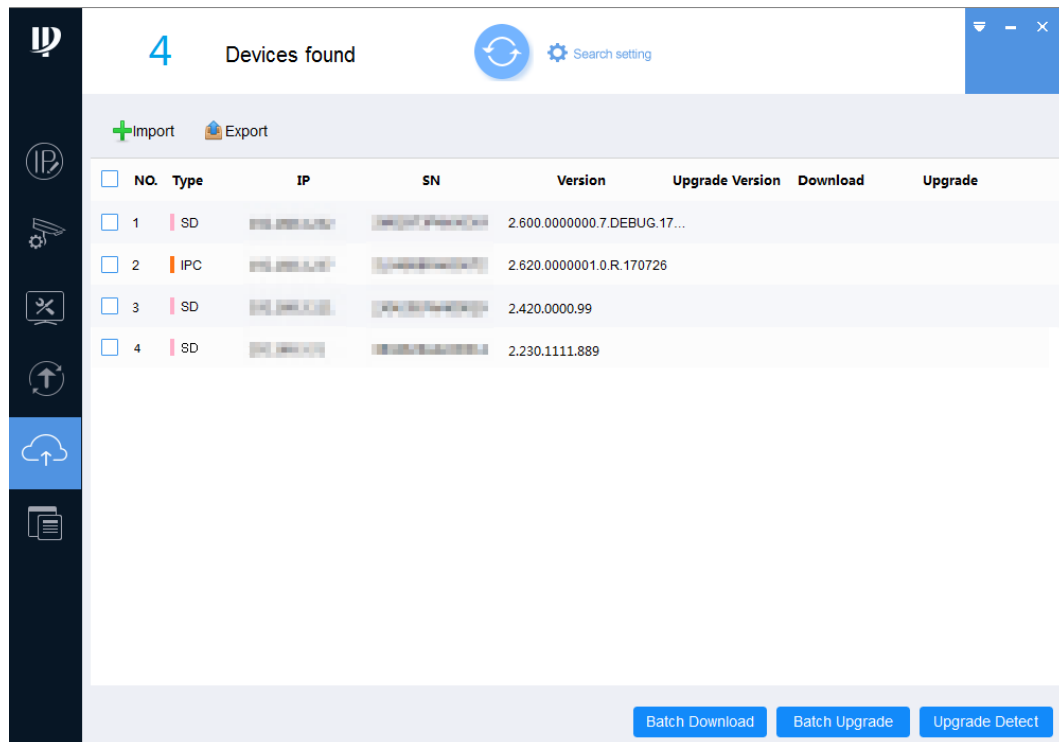 4 Devices found Search setting
Import Export
NO. Type IP SN Version Upgrade Version Download Upgrade
1 SD 2.600.0000000.7.DEBUG.17...
2 IPC 2.620.0000001.0.R.170726
3 SD 2.420.0000.99
4 SD 2.230.1111.889
Batch Download Batch Upgrade Upgrade Detect